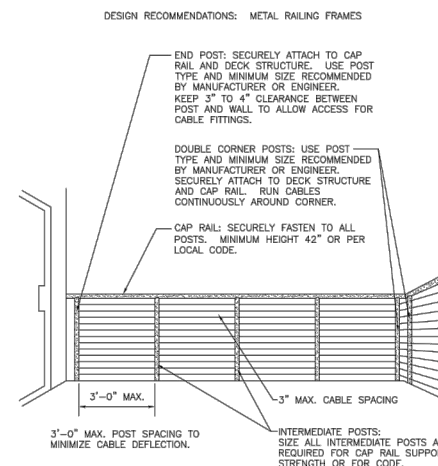 DESIGN RECOMMENDATIONS: METAL RAILING FRAMES
END POST: SECURELY ATTACH TO CAP
RAIL AND DECK STRUCTURE. USE POST
TYPE AND MINIMUM SIZE RECOMMENDED
BY MANUFACTURER OR ENGINEER.
KEEP 3" TO 4" CLEARANCE BETWEEN
POST AND WALL TO ALLOW ACCESS FOR
CABLE FITTINGS.
DOUBLE CORNER POSTS: USE POST
TYPE AND MINIMUM SIZE RECOMMENDED
BY MANUFACTURER OR ENGINEER.
SECURELY ATTACH TO DECK STRUCTURE
AND CAP RAIL. RUN CABLES
CONTINUOUSLY AROUND CORNER.
CAP RAIL: SECURELY FASTEN TO ALL
POSTS. MINIMUM HEIGHT 42" OR PER
LOCAL CODE.
3'-0" MAX.
3" MAX. CABLE SPACING
3'-0" MAX. POST SPACING TO
MINIMIZE CABLE DEFLECTION.
INTERMEDIATE POSTS:
SIZE ALL INTERMEDIATE POSTS A
REQUIRED FOR CAP RAIL SUPPO
STRENGTH OR FOR CODE.